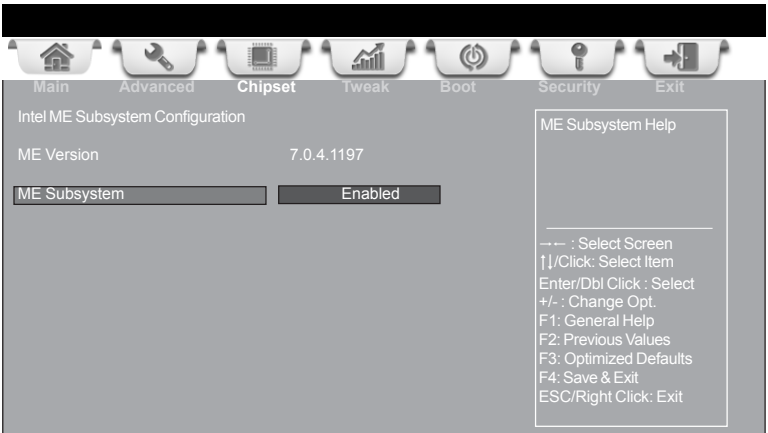 Main Advanced Chipset Tweak Boot Security Exit
Intel ME Subsystem Configuration
ME Version 7.0.4.1197
ME Subsystem Enabled
ME Subsystem Help
→← : Select Screen
↑↓/Click: Select Item
Enter/Dbl Click : Select
+/- : Change Opt.
F1: General Help
F2: Previous Values
F3: Optimized Defaults
F4: Save & Exit
ESC/Right Click: Exit